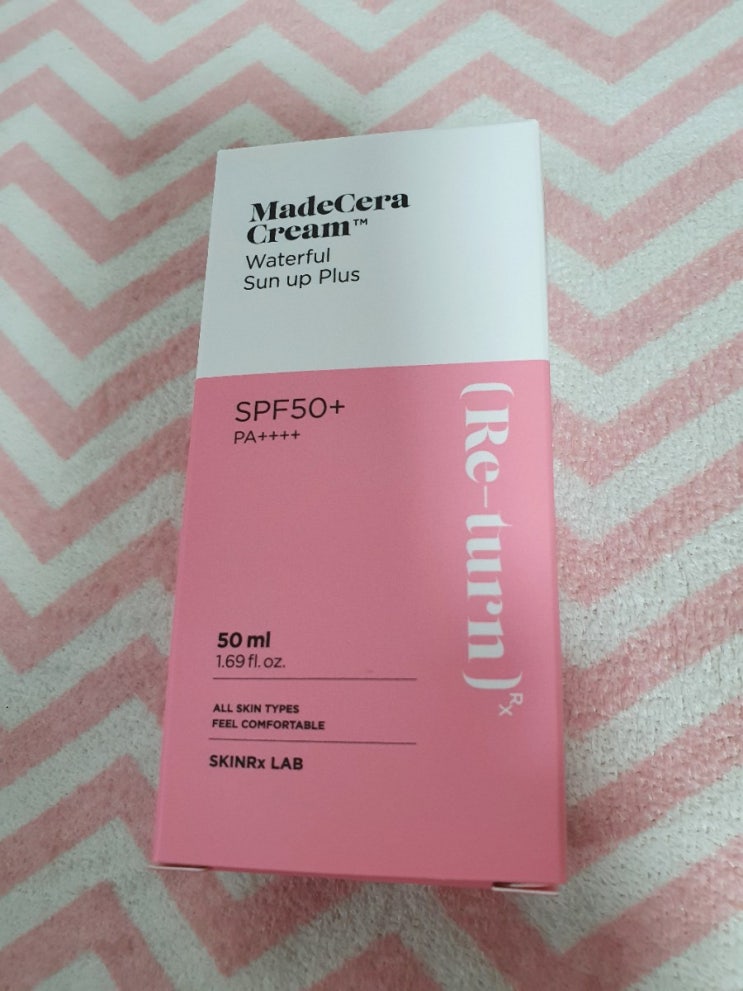 MadeCera
Cream™
Waterful
Sun up Plus
SPF50+
PA++++
(Re-turn)Rx
50 ml
1.69 fl. oz.
ALL SKIN TYPES
FEEL COMFORTABLE
SKINRx LAB